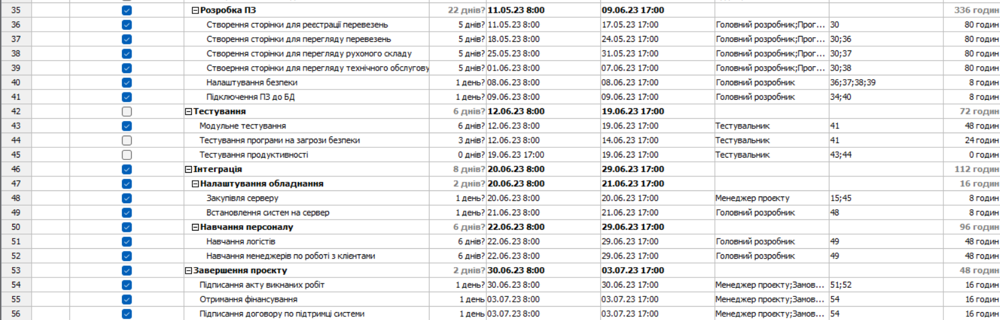 35 Розробка ПЗ 22 днів? 11.05.23 8:00 09.06.23 17:00 336 годин
36 Створення сторінки для реєстрації перевезень 5 днів? 11.05.23 8:00 17.05.23 17:00 Головний розробник;Прог... 30 80 годин
37 Створення сторінки для перегляду перевезень 5 днів? 18.05.23 8:00 24.05.23 17:00 Головний розробник;Прог... 30;36 80 годин
38 Створення сторінки для перегляду рухомого складу 5 днів? 25.05.23 8:00 31.05.23 17:00 Головний розробник;Прог... 30;37 80 годин
39 Ствоернння сторінки для перегляду технічного обслугову 5 днів? 01.06.23 8:00 07.06.23 17:00 Головний розробник;Прог... 30;38 80 годин
40 Налаштування безпеки 1 день? 08.06.23 8:00 08.06.23 17:00 Головний розробник 36;37;38;39 8 годин
41 Підключення ПЗ до БД 1 день? 09.06.23 8:00 09.06.23 17:00 Головний розробник 34;40 8 годин
42 Тестування 6 днів? 12.06.23 8:00 19.06.23 17:00 72 годин
43 Модульне тестування 6 днів? 12.06.23 8:00 19.06.23 17:00 Тестувальник 41 48 годин
44 Тестування програми на загрози безпеки 3 днів? 12.06.23 8:00 14.06.23 17:00 Тестувальник 41 24 годин
45 Тестування продуктивності 0 днів? 19.06.23 17:00 19.06.23 17:00 Тестувальник 43;44 0 годин
46 Інтеграція 8 днів? 20.06.23 8:00 29.06.23 17:00 112 годин
47 Налаштування обладнання 2 днів? 20.06.23 8:00 21.06.23 17:00 16 годин
48 Закупівля серверу 1 день? 20.06.23 8:00 20.06.23 17:00 Менеджер проєкту 15;45 8 годин
49 Встановлення систем на сервер 1 день? 21.06.23 8:00 21.06.23 17:00 Головний розробник 48 8 годин
50 Навчання персоналу 6 днів? 22.06.23 8:00 29.06.23 17:00 96 годин
51 Навчання логістів 6 днів? 22.06.23 8:00 29.06.23 17:00 Головний розробник 49 48 годин
52 Навчання менеджерів по роботі з клієнтами 6 днів? 22.06.23 8:00 29.06.23 17:00 Головний розробник 49 48 годин
53 Завершення проєкту 2 днів? 30.06.23 8:00 03.07.23 17:00 48 годин
54 Підписання акту викнаних робіт 1 день? 30.06.23 8:00 30.06.23 17:00 Менеджер проєкту;Замов... 51;52 16 годин
55 Отримання фінансування 1 день 03.07.23 8:00 03.07.23 17:00 Менеджер проєкту;Замов... 54 16 годин
56 Підписання договору по підтримці системи 1 день 03.07.23 8:00 03.07.23 17:00 Менеджер проєкту;Замов... 54 16 годин